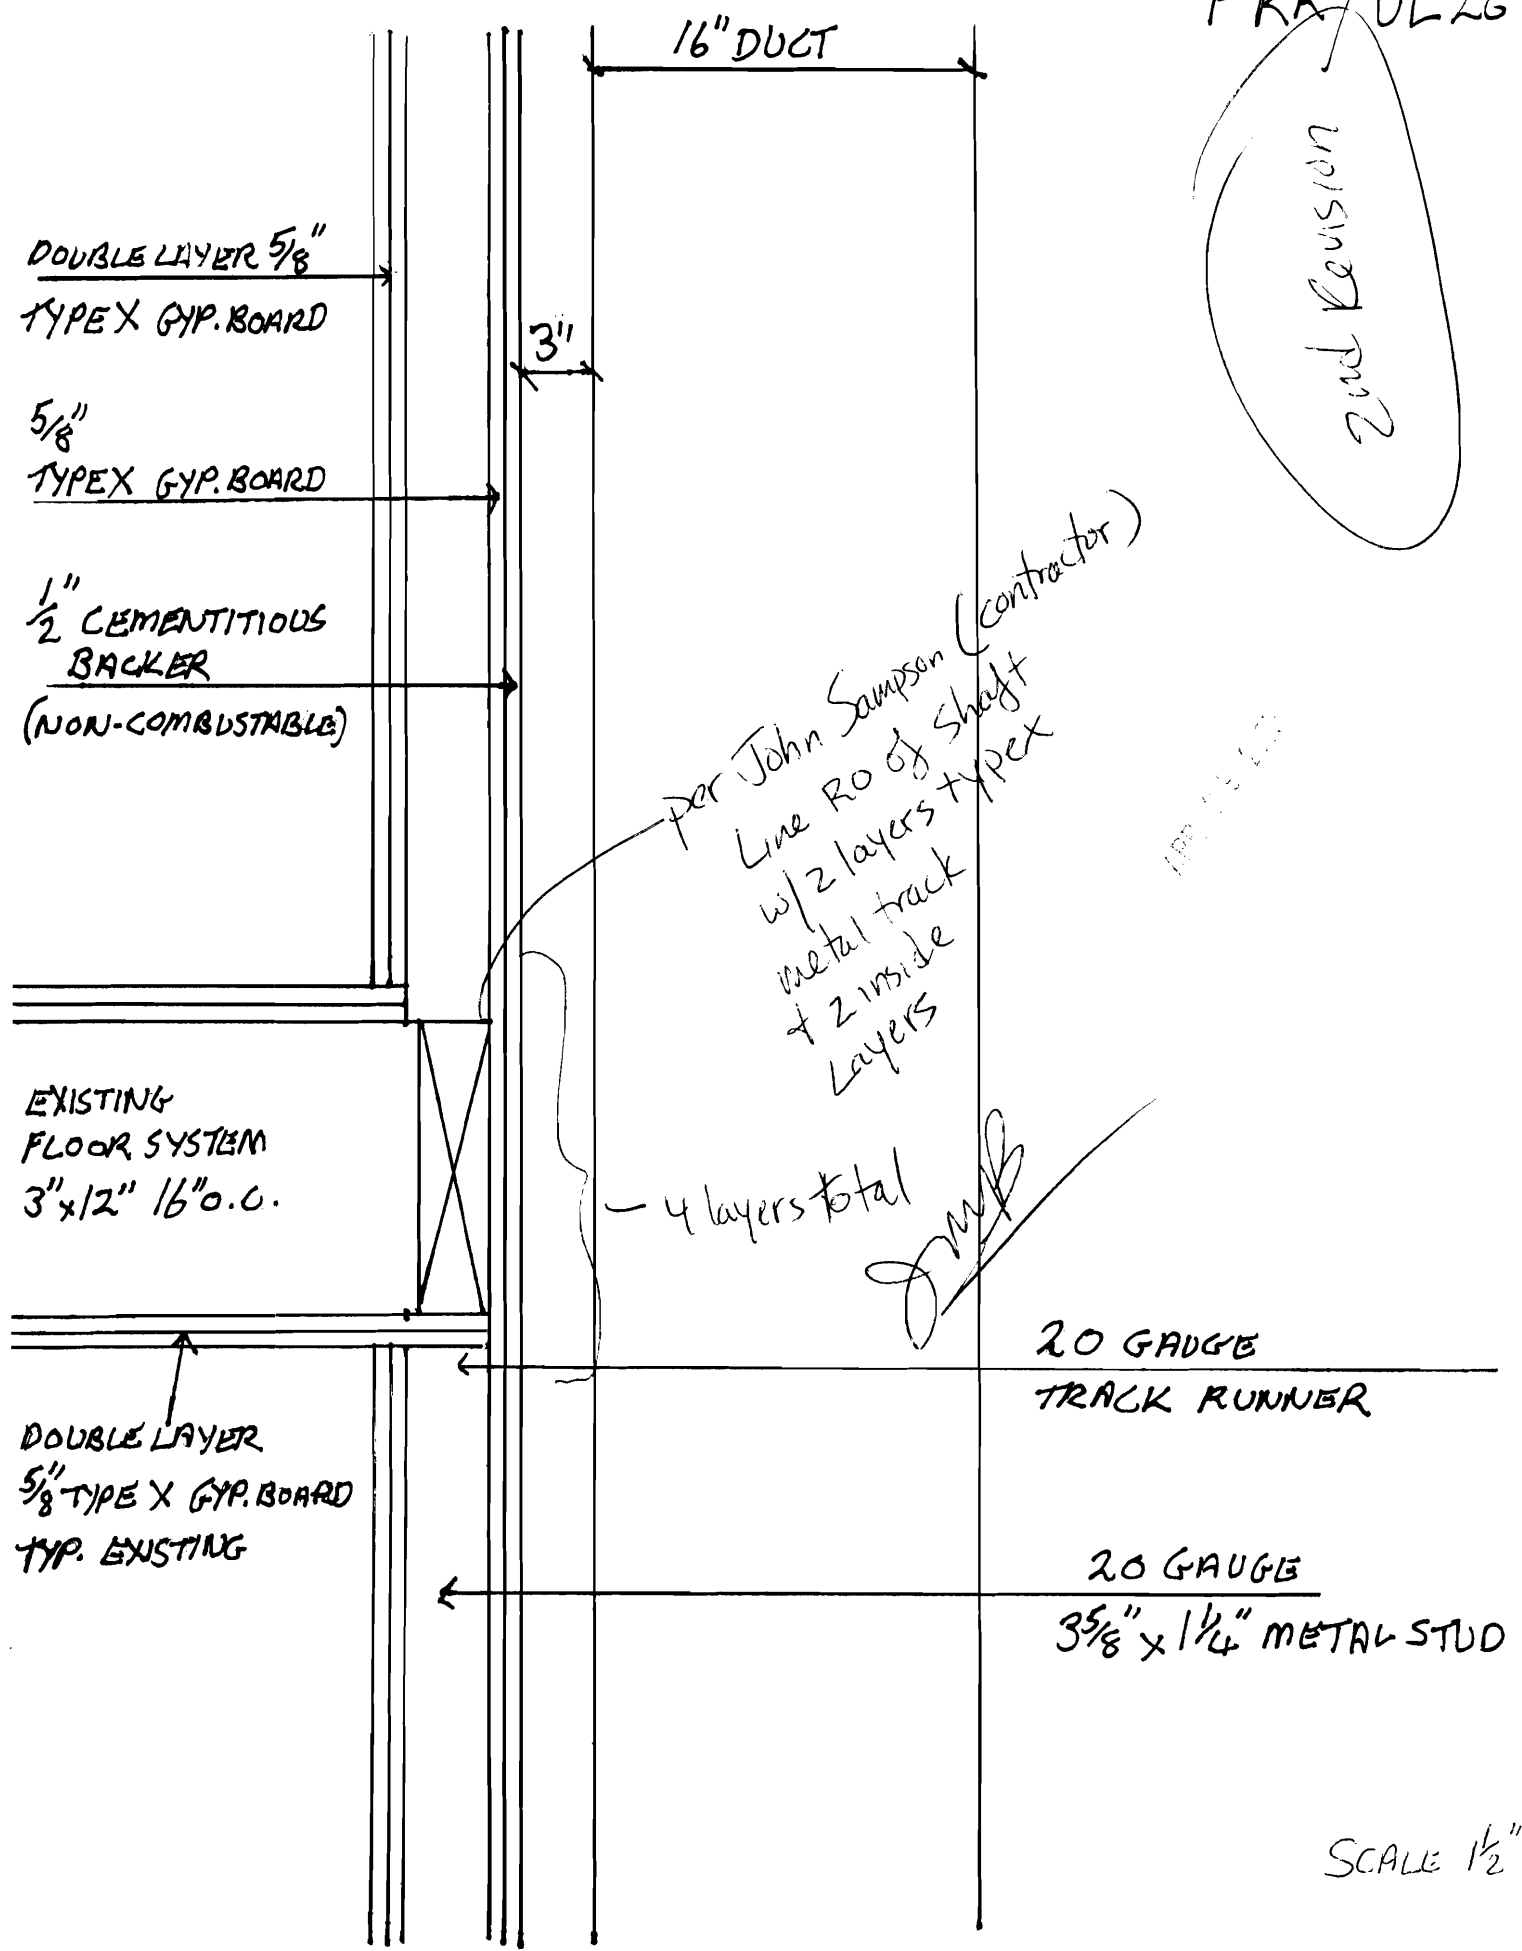 16" DUCT
2nd Revision
DOUBLE LAYER 5/8"
TYPE X GYP. BOARD
3"
5/8"
TYPE X GYP. BOARD
1/2" CEMENTITIOUS
BACKER
(NON-COMBUSTABLE)
per John Sampson (contractor)
Line RO of shaft
w/ 2 layers type x
metal track
+ 2 inside
Layers
EXISTING
FLOOR SYSTEM
3"x12" 16"o.c.
- 4 layers total
JMB
20 GAUGE
TRACK RUNNER
DOUBLE LAYER
5/8" TYPE X GYP. BOARD
TYP. EXISTING
20 GAUGE
3 5/8" x 1 1/4" METAL STUD
SCALE 1 1/2"